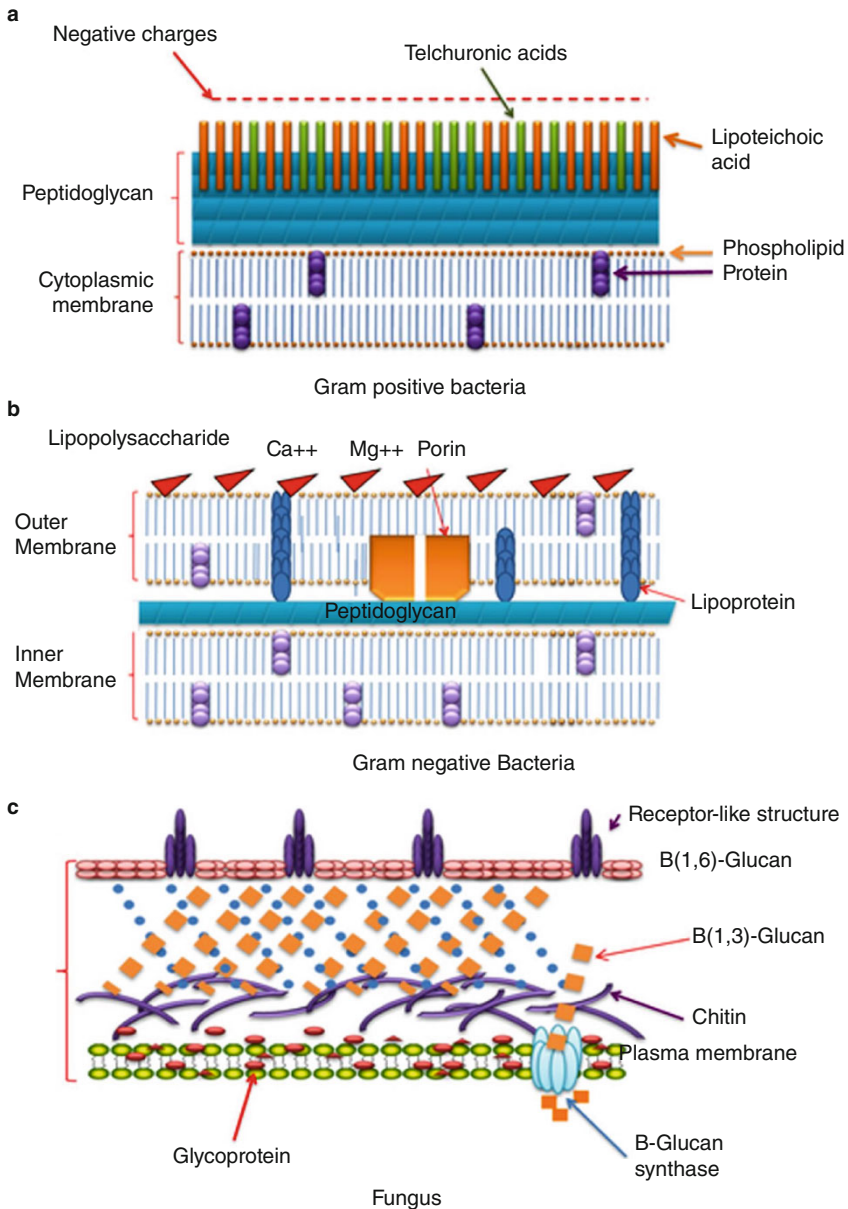 a
Negative charges
Telchuronic acids
Lipoteichoic
acid
Peptidoglycan
Phospholipid
Protein
Cytoplasmic
membrane
Gram positive bacteria
b
Lipopolysaccharide
Ca++
Mg++
Porin
Outer
Membrane
Peptidoglycan
Lipoprotein
Inner
Membrane
Gram negative Bacteria
c
Receptor-like structure
B(1,6)-Glucan
B(1,3)-Glucan
Chitin
Plasma membrane
Glycoprotein
B-Glucan
synthase
Fungus